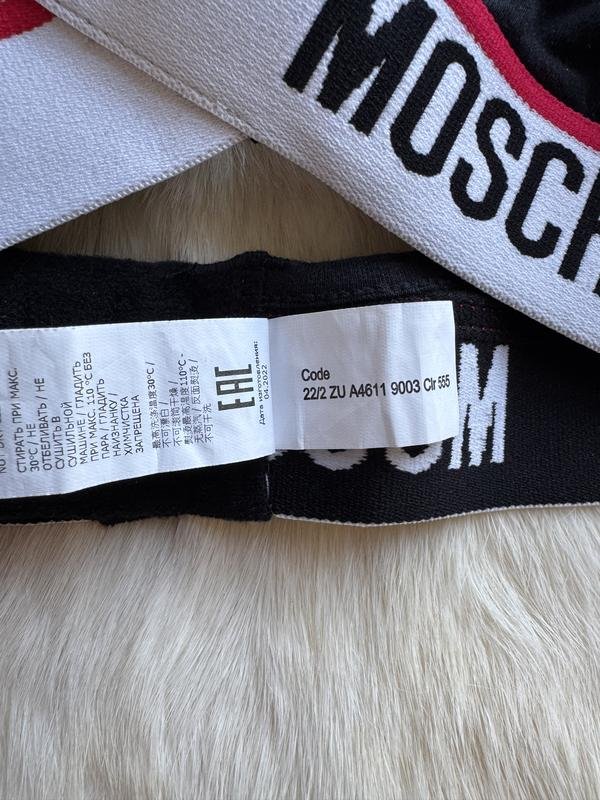 MOSCH
Code
22/2 ZU A4611 9003 Clr 555
СТИРАТЬ ПРИ МАКС.
30°C / НЕ
ОТБЕЛИВАТЬ / НЕ
СУШИТЬ В
СУШИЛЬНОЙ
МАШИНЕ / ГЛАДИТЬ
ПРИ МАКС. 110 °C БЕЗ
ПАРА / ГЛАДИТЬ
НАИЗНАНКУ /
ХИМЧИСТКА
ЗАПРЕЩЕНА
最高洗涤温度30°C /
不可漂白 /
不可滚筒干燥 /
熨烫最高温度110°C -
无蒸汽 / 反面熨烫 /
不可干洗
EAC
Дата изготовления:
04.2022